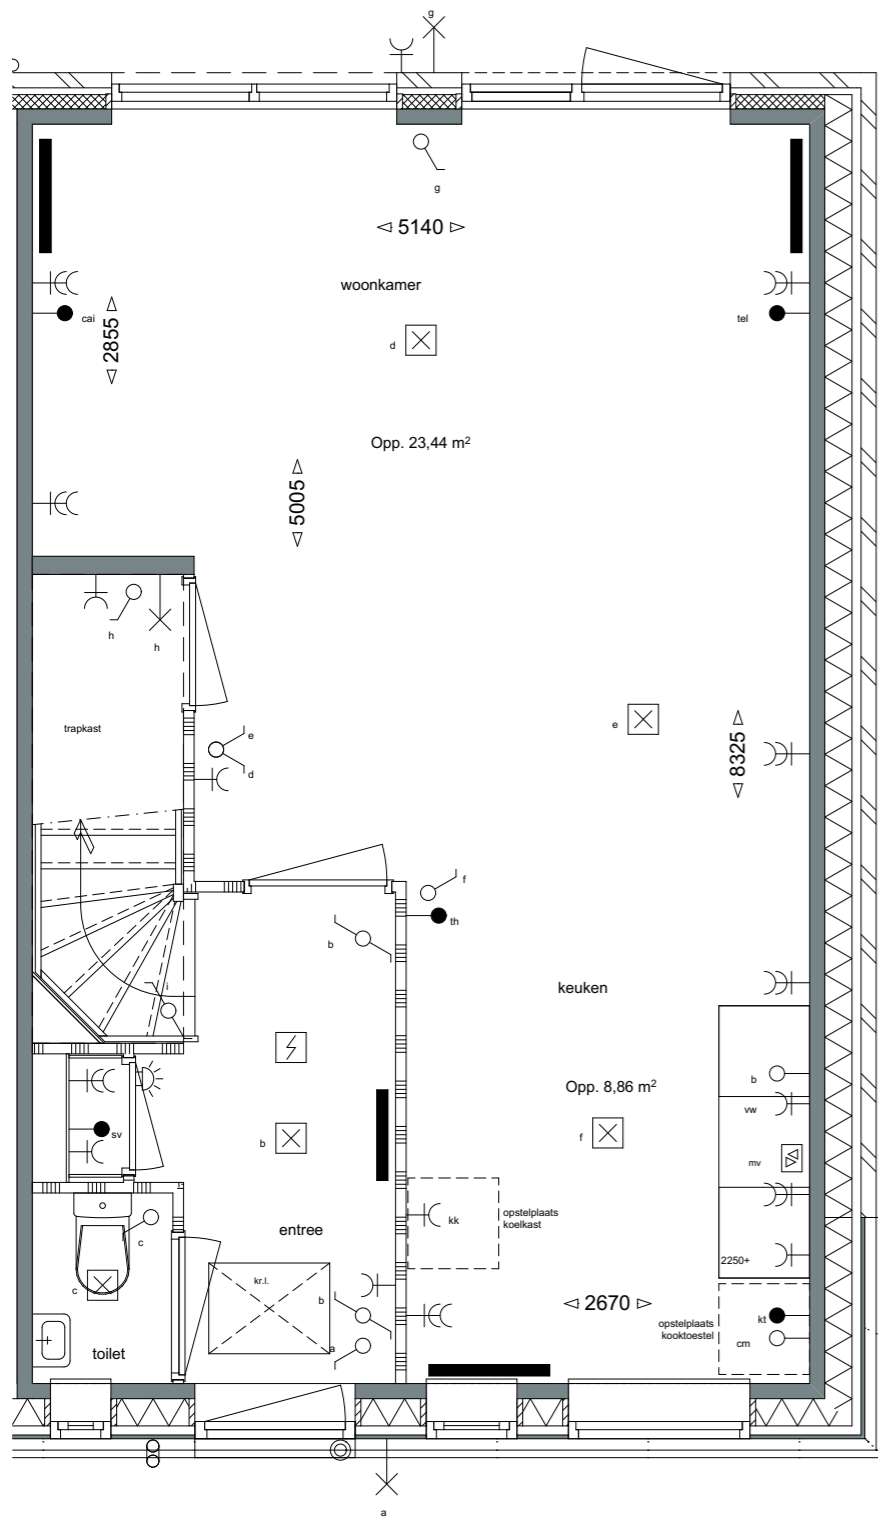 g
g
5140
woonkamer
cai
tel
2855
d
Opp. 23,44 m²
5005
h
h
trapkast
e
e
d
8325
f
th
b
i
keuken
Opp. 8,86 m²
b
vw
f
mv
sv
b
kk
opstelplaats
koelkast
entree
c
2250+
kr.l.
c
b
2670
opstelplaats
kooktoestel
kt
cm
a
toilet
a